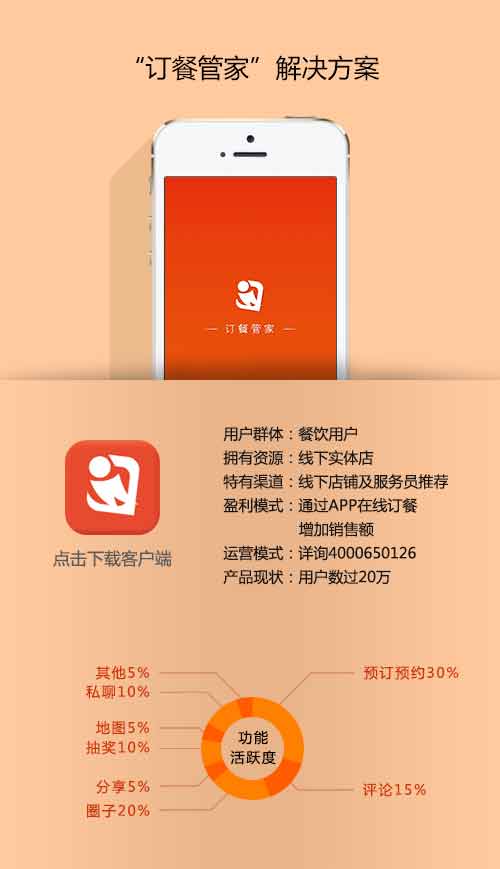 “订餐管家”解决方案
订餐管家
用户群体：餐饮用户
拥有资源：线下实体店
特有渠道：线下店铺及服务员推荐
盈利模式：通过APP在线订餐
增加销售额
运营模式：详询4000650126
产品现状：用户数过20万
点击下载客户端
其他5%
私聊10%
地图5%
抽奖10%
分享5%
圈子20%
功能
活跃度
预订预约30%
评论15%